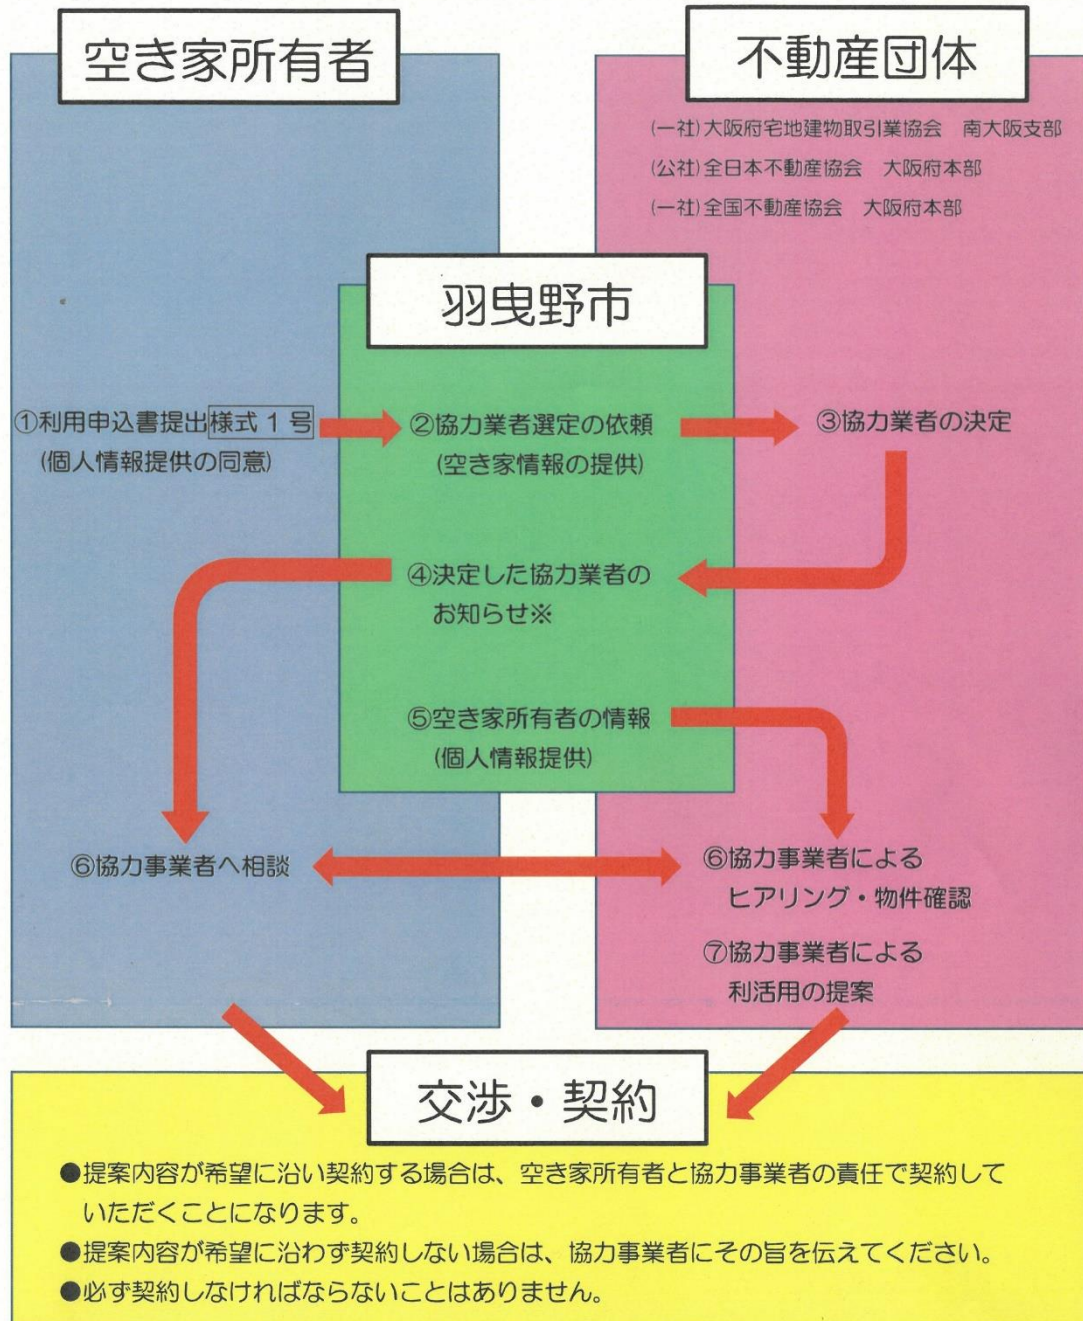 空き家所有者
不動産団体
(一社)大阪府宅地建物取引業協会　南大阪支部
(公社)全日本不動産協会　大阪府本部
(一社)全国不動産協会　大阪府本部
羽曳野市
①利用申込書提出様式 1 号
(個人情報提供の同意)
②協力業者選定の依頼
(空き家情報の提供)
③協力業者の決定
④決定した協力業者の
お知らせ※
⑤空き家所有者の情報
(個人情報提供)
⑥協力事業者へ相談
⑥協力事業者による
ヒアリング・物件確認
⑦協力事業者による
利活用の提案
交渉・契約
●提案内容が希望に沿い契約する場合は、空き家所有者と協力事業者の責任で契約して
いただくことになります。
●提案内容が希望に沿わず契約しない場合は、協力事業者にその旨を伝えてください。
●必ず契約しなければならないことはありません。